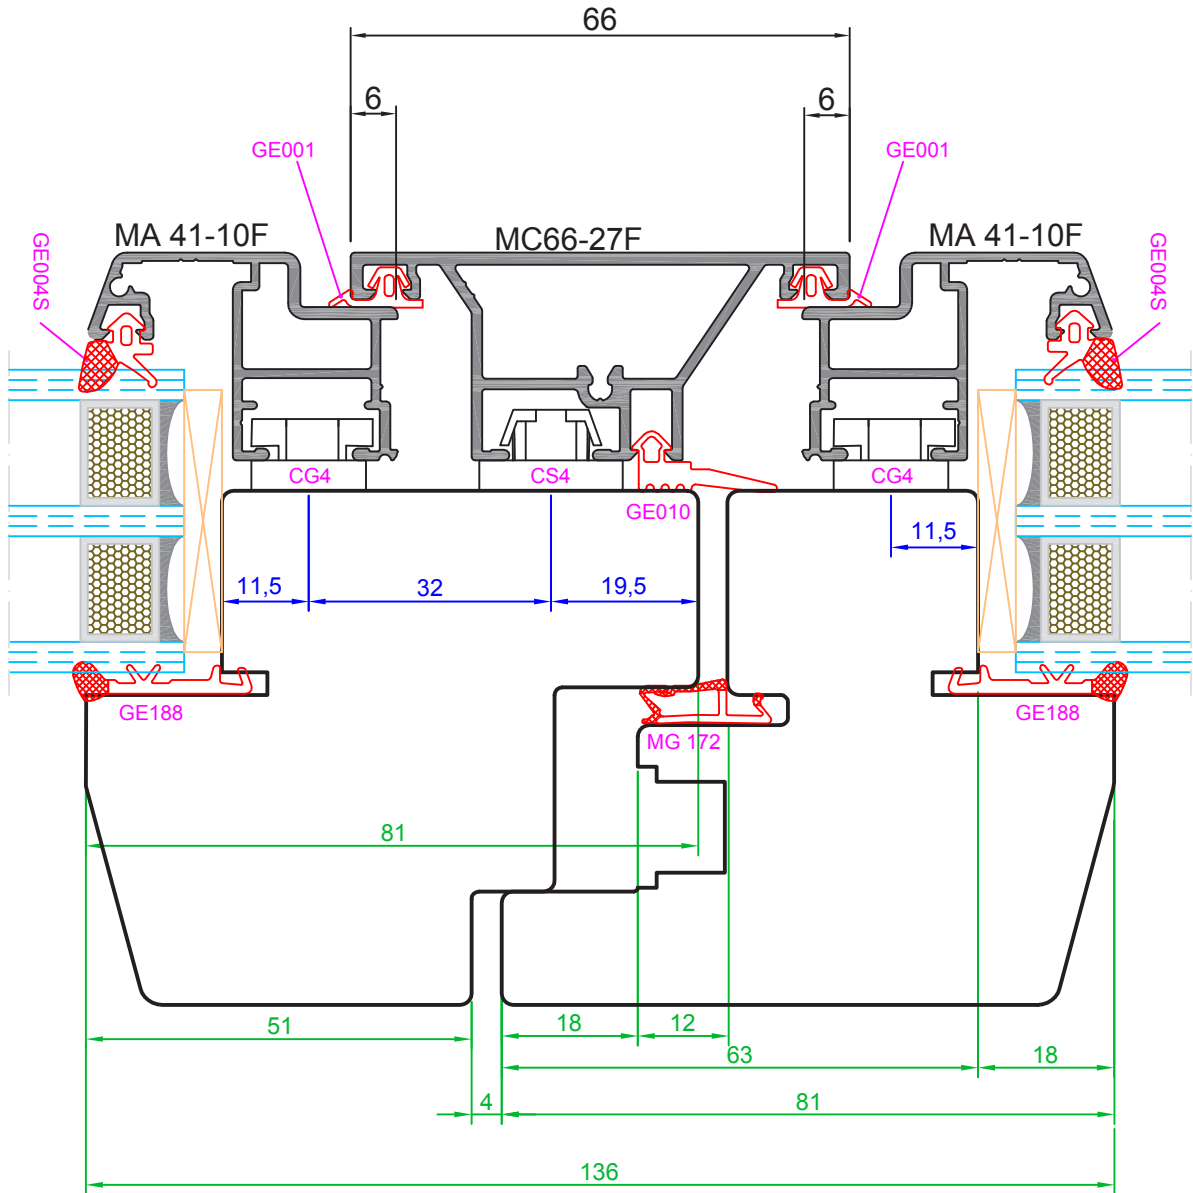 66
6
6
GE001
GE001
MA 41-10F
MC66-27F
MA 41-10F
GE004S
GE004S
CG4
CS4
CG4
GE010
11,5
11,5
32
19,5
GE188
MG 172
GE188
81
51
18
12
63
18
4
81
136